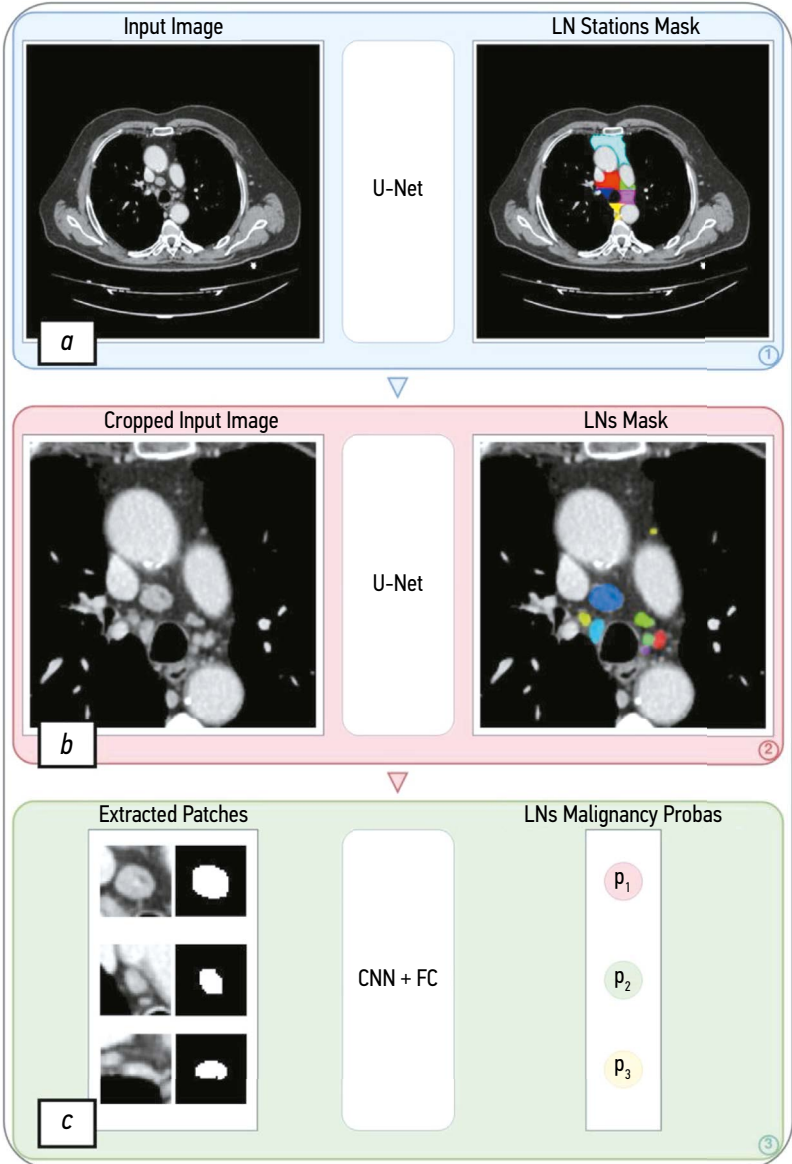 Input Image
LN Stations Mask
U-Net
a
1
Cropped Input Image
LNs Mask
U-Net
b
2
Extracted Patches
LNs Malignancy Probas
p₁
CNN + FC
p₂
p₃
c
3